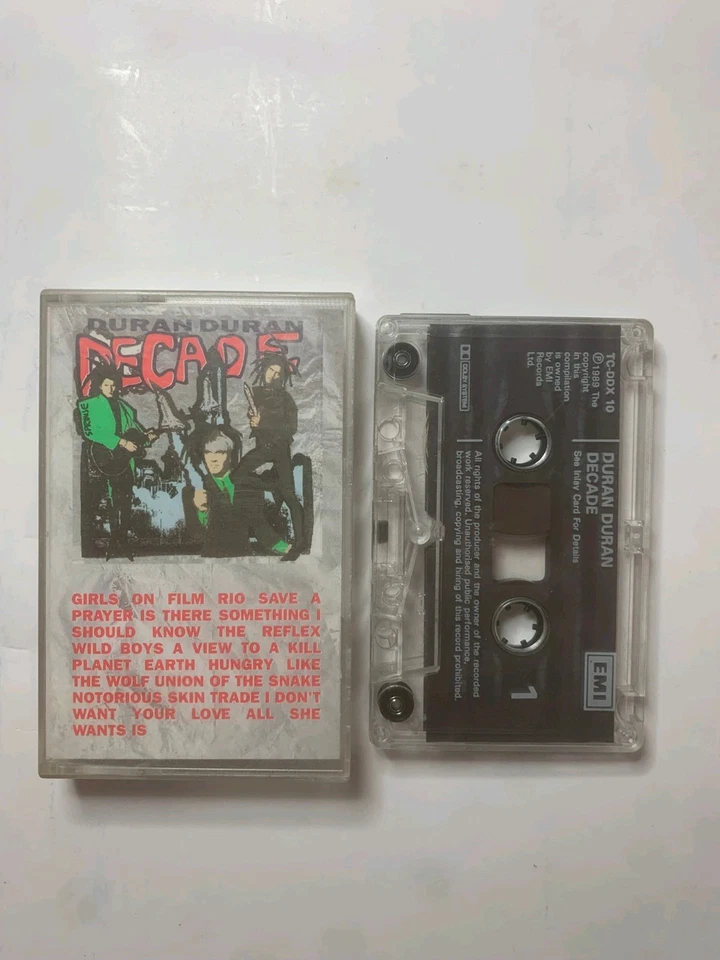 DURAN DURAN
DECADE
GIRLS ON FILM RIO SAVE A
PRAYER IS THERE SOMETHING I
SHOULD KNOW THE REFLEX
WILD BOYS A VIEW TO A KILL
PLANET EARTH HUNGRY LIKE
THE WOLF UNION OF THE SNAKE
NOTORIOUS SKIN TRADE I DON'T
WANT YOUR LOVE ALL SHE
WANTS IS
TC-DDX 10
Ⓟ1989 The
copyright
in this
compilation
is owned
by EMI
Records
Ltd.
DOLBY SYSTEM
DURAN DURAN
DECADE
See Inlay Card For Details
All rights of the producer and the owner of the recorded
work reserved. Unauthorised public performance,
broadcasting, copying and hiring of this record prohibited.
EMI
1